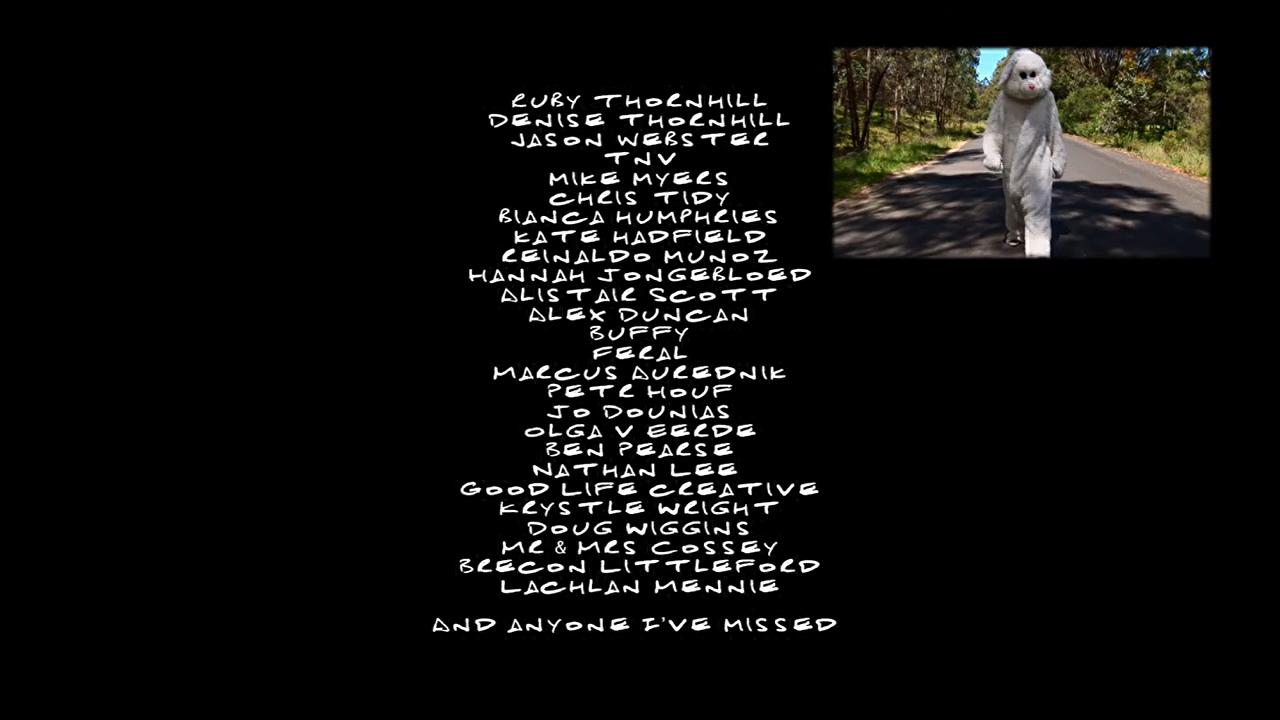 RUBY THORNHILL
DENISE THORNHILL
JASON WEBSTER
TNV
MIKE MYERS
CHRIS TIDY
BIANCA HUMPHRIES
KATE HADFIELD
REINALDO MUNOZ
HANNAH JONGEBLOED
ALISTAIR SCOTT
ALEX DUNCAN
BUFFY
FERAL
MARCUS AUREDNIK
PETR HOUF
JO DOUNIAS
OLGA V EERDE
BEN PEARSE
NATHAN LEE
GOOD LIFE CREATIVE
KRYSTLE WRIGHT
DOUG WIGGINS
MR & MRS COSSEY
BRECON LITTLEFORD
LACHLAN MENNIE
AND ANYONE I'VE MISSED